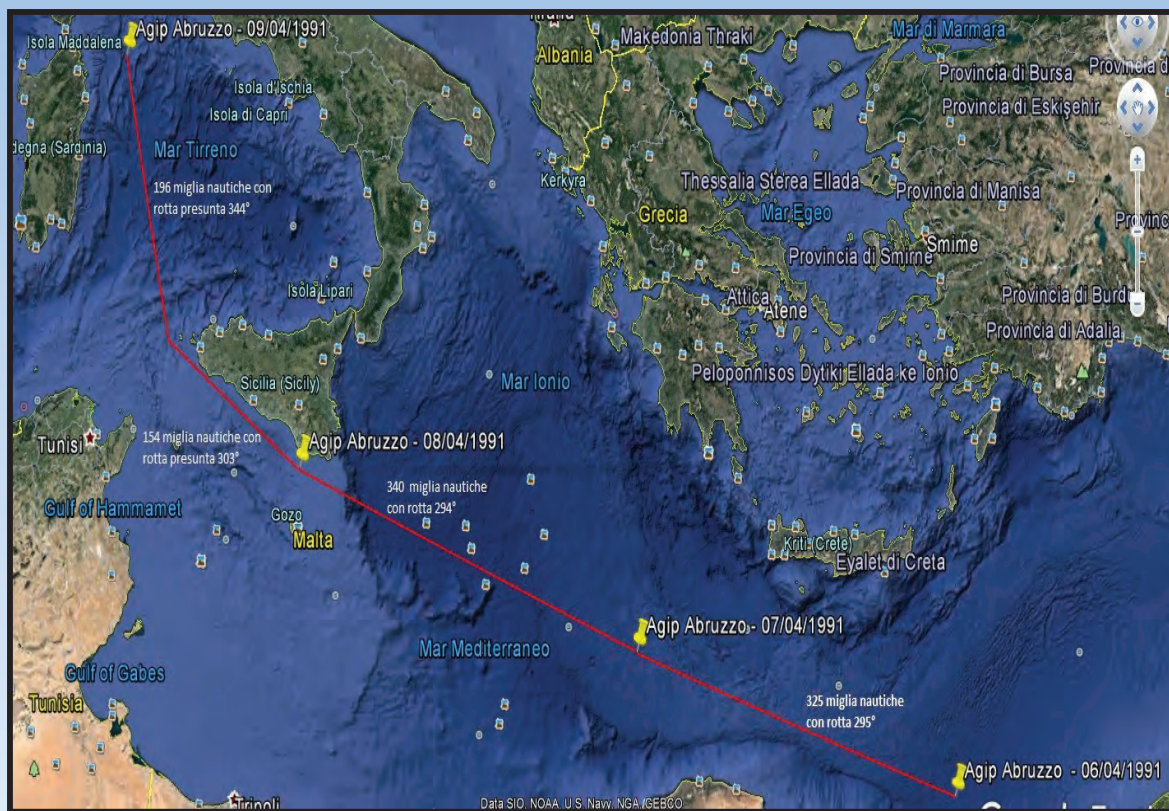 Isola Maddalena
Agip Abruzzo - 09/04/1991
Albania
Makedonia Thraki
Mar di Marmara
Provincia di Bursa
Provincia di Eskişehir
Isola d'Ischia
Isola di Capri
degna (Sardinia)
Mar Tirreno
196 miglia nautiche con
rotta presunta 344°
Kerkyra
Thessalia Sterea Ellada
Grecia
Mar Egeo
Provincia di Manisa
Provincia di Smirne
Smirne
Isola Lipari
Attica
Atene
Provincia di Burdu
Provincia di Adalia
Peloponnisos Dytiki Ellada ke Ionio
Mar Ionio
Sicilia (Sicily)
Tunisi
154 miglia nautiche con
rotta presunta 303°
Agip Abruzzo - 08/04/1991
340 miglia nautiche
con rotta 294°
Gulf of Hammamet
Gozo
Malta
Kriti (Crete)
Eyalet di Creta
Agip Abruzzo - 07/04/1991
Mar Mediterraneo
Gulf of Gabes
Tunisia
325 miglia nautiche
con rotta 295°
Agip Abruzzo - 06/04/1991
Tripoli
Data SIO, NOAA, U.S. Navy, NGA, GEBCO